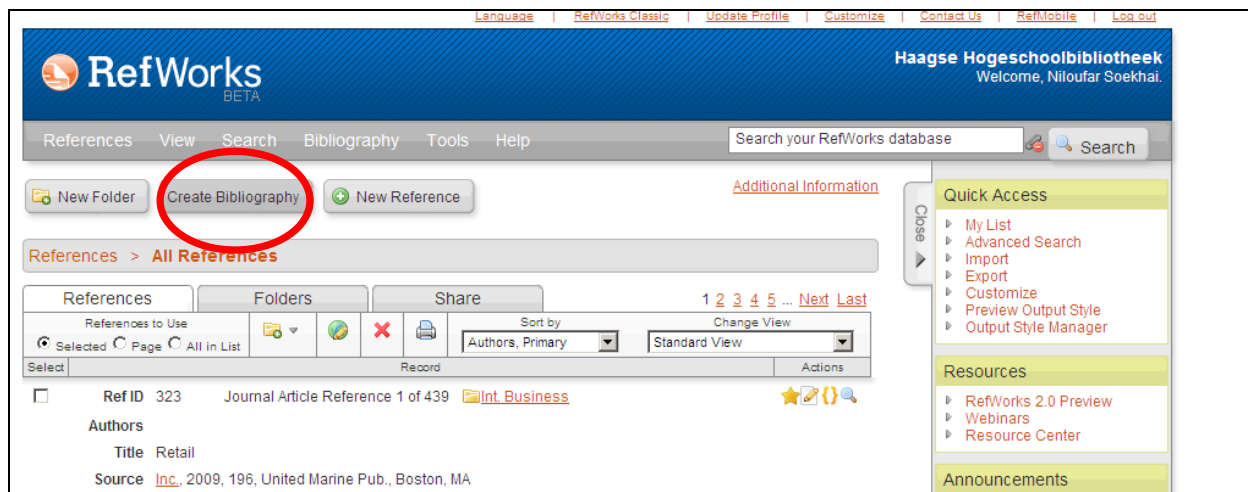 Language | RefWorks Classic | Update Profile | Customize | Contact Us | RefMobile | Log out
RefWorks
BETA
Haagse Hogeschoolbibliotheek
Welcome, Niloufar Soekhai.
References View Search Bibliography Tools Help
Search your RefWorks database
Search
New Folder Create Bibliography New Reference
Additional Information
References > All References
References Folders Share
1 2 3 4 5 ... Next Last
References to Use
Selected Page All in List
Sort by
Authors, Primary
Change View
Standard View
Select Record Actions
Ref ID 323 Journal Article Reference 1 of 439 Int. Business
Authors
Title Retail
Source Inc., 2009, 196, United Marine Pub., Boston, MA
Close
Quick Access
My List
Advanced Search
Import
Export
Customize
Preview Output Style
Output Style Manager
Resources
RefWorks 2.0 Preview
Webinars
Resource Center
Announcements